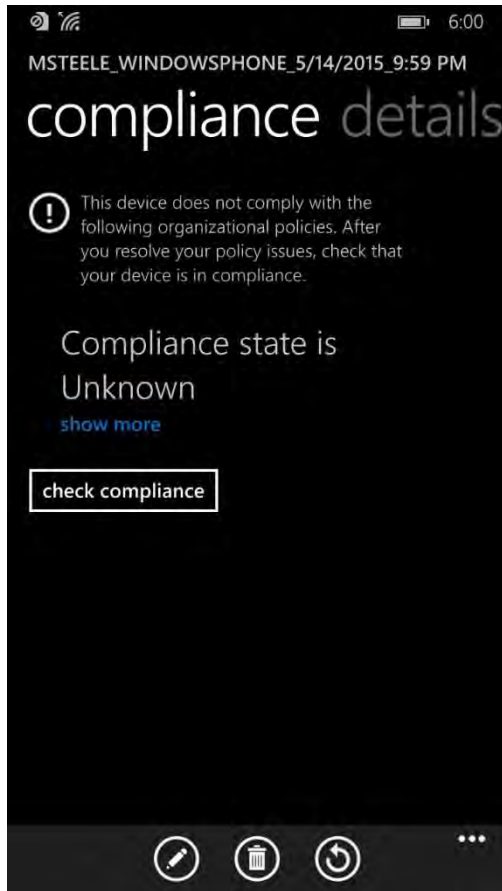 6:00
MSTEELE_WINDOWSPHONE_5/14/2015_9:59 PM
compliance details
This device does not comply with the
following organizational policies. After
you resolve your policy issues, check that
your device is in compliance.
Compliance state is
Unknown
show more
check compliance